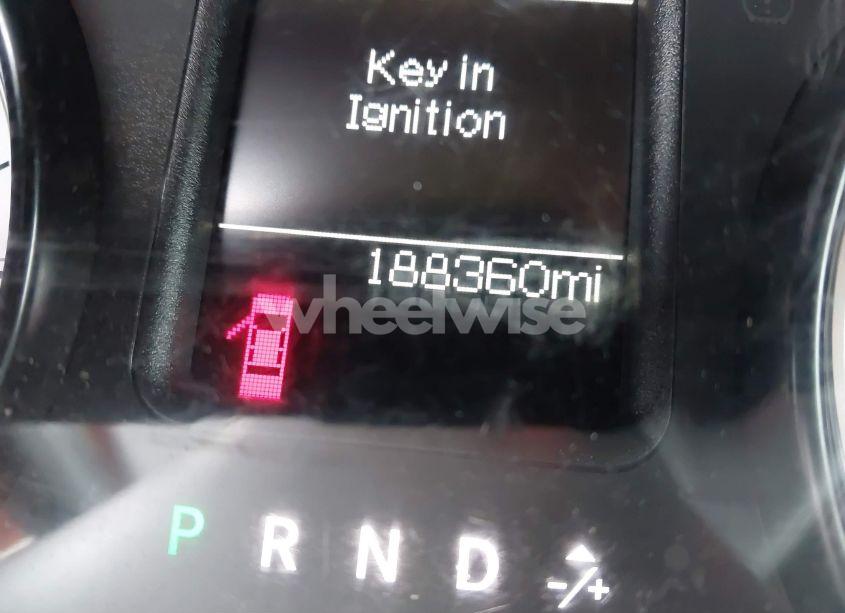 Key in
Ignition
188360mi
wheelwise
P R N D -/+